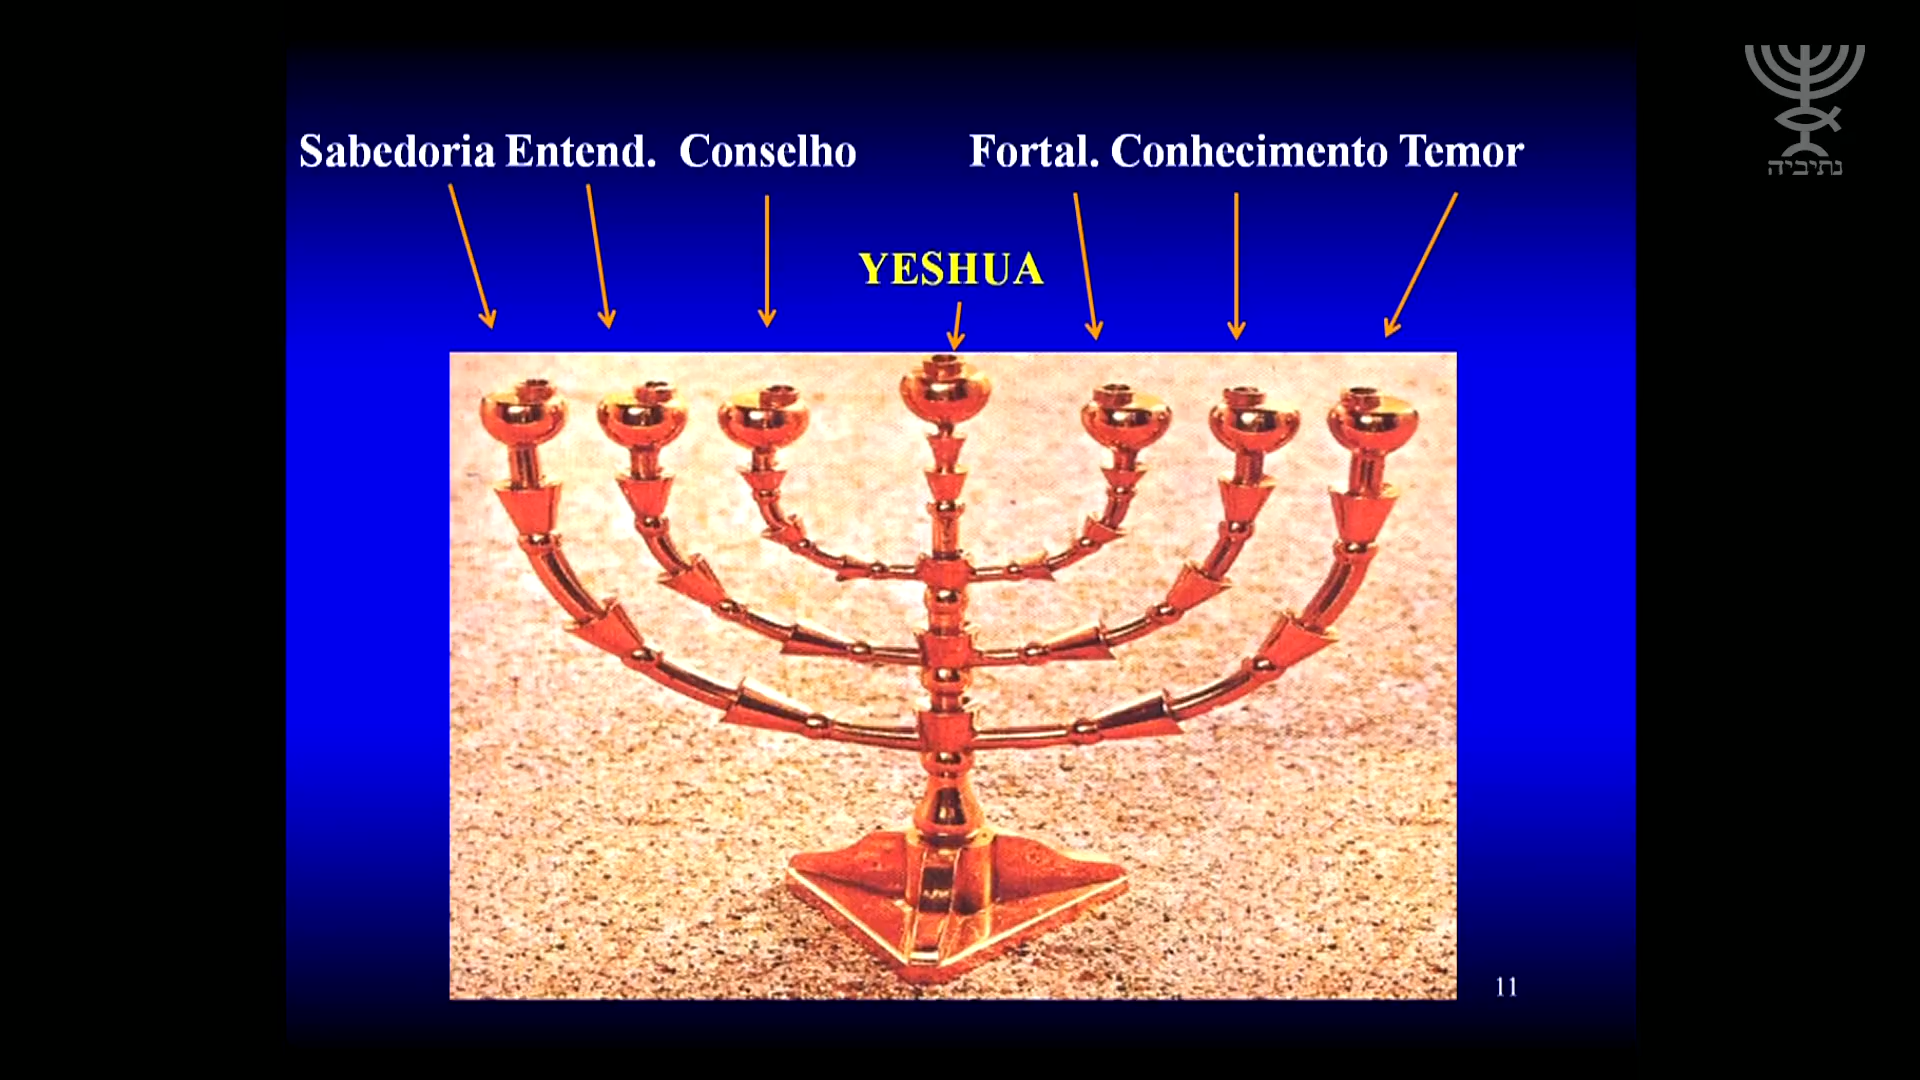 נתיביה
Sabedoria Entend. Conselho Fortal. Conhecimento Temor
YESHUA
11